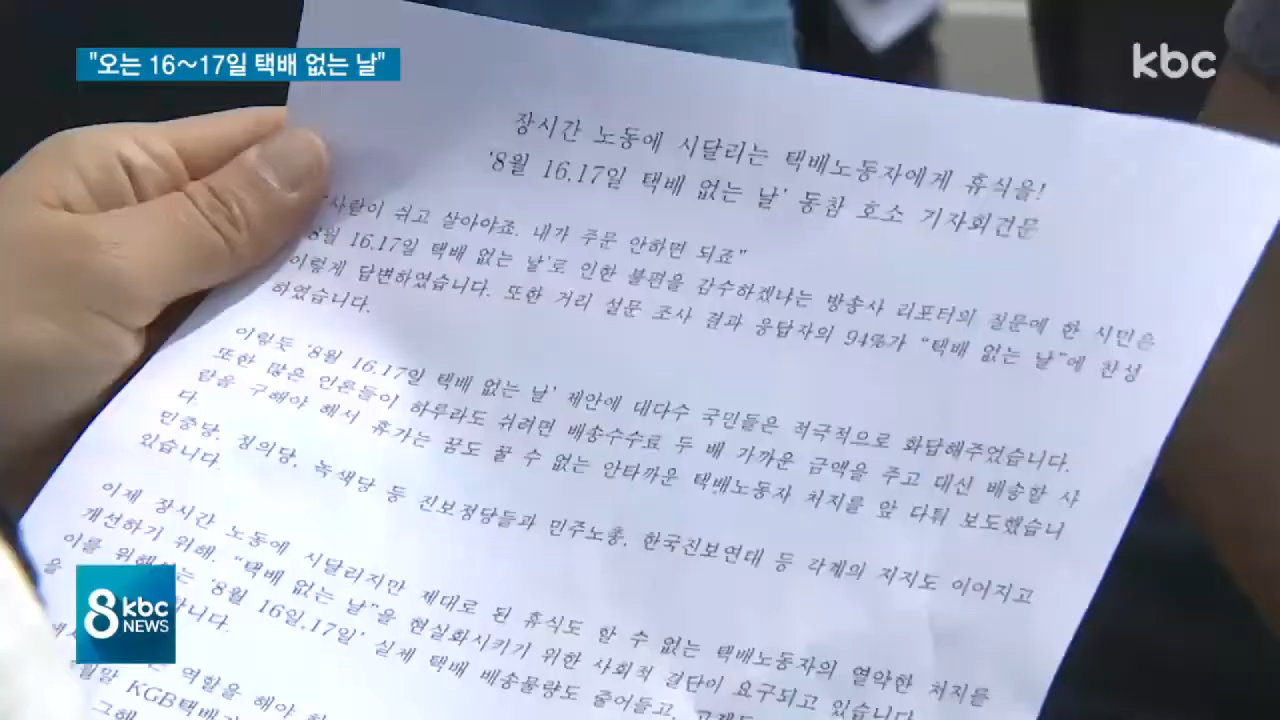 "오는 16~17일 택배 없는 날"
kbc
장시간 노동에 시달리는 택배노동자에게 휴식을!
'8월 16.17일 택배 없는 날' 동참 호소 기자회견문
"사람이 쉬고 살아야죠. 내가 주문 안하면 되죠"
8월 16.17일 택배 없는 날'로 인한 불편을 감수하겠냐는 방송사 리포터의 질문에 한 시민은
이렇게 답변하였습니다. 또한 거리 설문 조사 결과 응답자의 94%가 "택배 없는 날"에 찬성
하였습니다.
이렇듯 '8월 16.17일 택배 없는 날' 제안에 대다수 국민들은 적극적으로 화답해주었습니다.
또한 많은 언론들이 하루라도 쉬려면 배송수수료 두 배 가까운 금액을 주고 대신 배송할 사
람을 구해야 해서 휴가는 꿈도 꿀 수 없는 안타까운 택배노동자 처지를 앞 다퉈 보도했습니
다.
민중당, 정의당, 녹색당 등 진보정당들과 민주노총, 한국진보연대 등 각계의 지지도 이어지고
있습니다.
이제 장시간 노동에 시달리지만 제대로 된 휴식도 할 수 없는 택배노동자의 열악한 처지를
개선하기 위해, "택배 없는 날"을 현실화시키기 위한 사회적 결단이 요구되고 있습니다.
이를 '8월 16일,17일' 실제 택배 배송물량도 줄어들고,
을
역할을 해야
KGB택배
8 kbc
NEWS